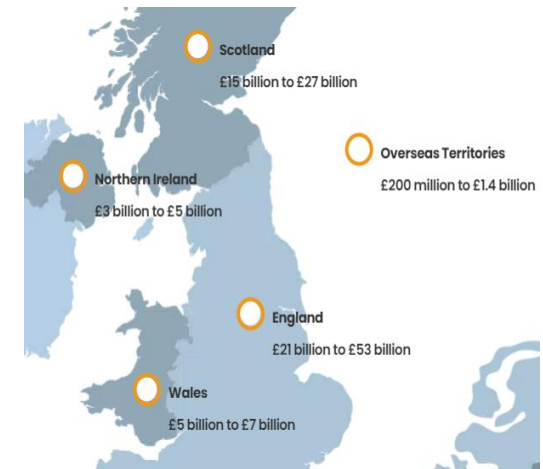 Scotland
£15 billion to £27 billion
Overseas Territories
£200 million to £1.4 billion
Northern Ireland
£3 billion to £5 billion
England
£21 billion to £53 billion
Wales
£5 billion to £7 billion